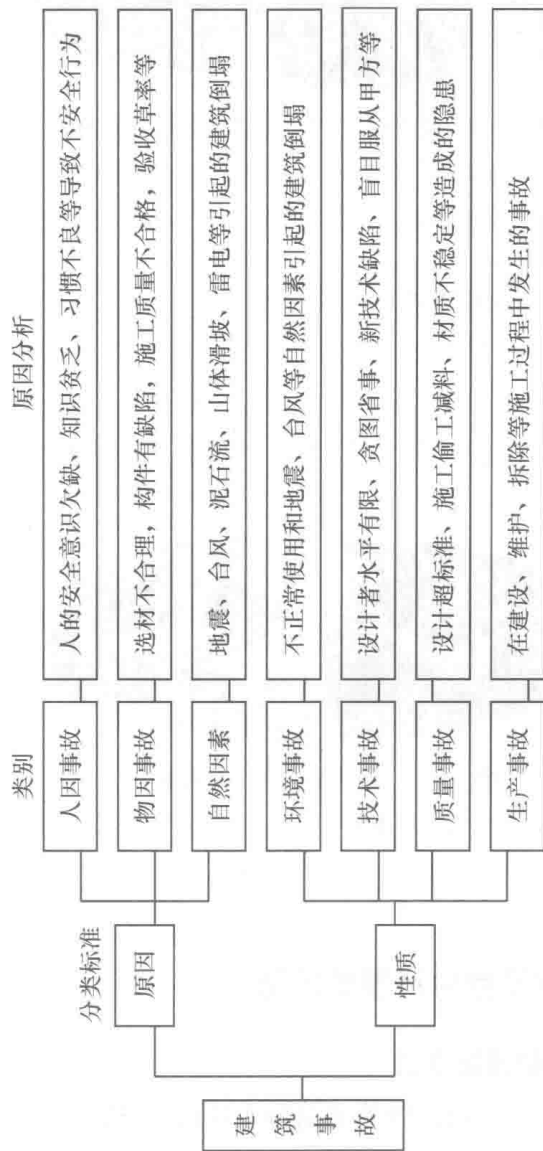 分类标准
类别
原因分析
建筑事故
原因
人因事故
人的安全意识欠缺、知识贫乏、习惯不良等导致不安全行为
物因事故
选材不合理，构件有缺陷，施工质量不合格，验收草率等
自然因素
地震、台风、泥石流、山体滑坡、雷电等引起的建筑倒塌
性质
环境事故
不正常使用和地震、台风等自然因素引起的建筑倒塌
技术事故
设计者水平有限、贪图省事、新技术缺陷、盲目服从甲方等
质量事故
设计超标准、施工偷工减料、材质不稳定等造成的隐患
生产事故
在建设、维护、拆除等施工过程中发生的事故